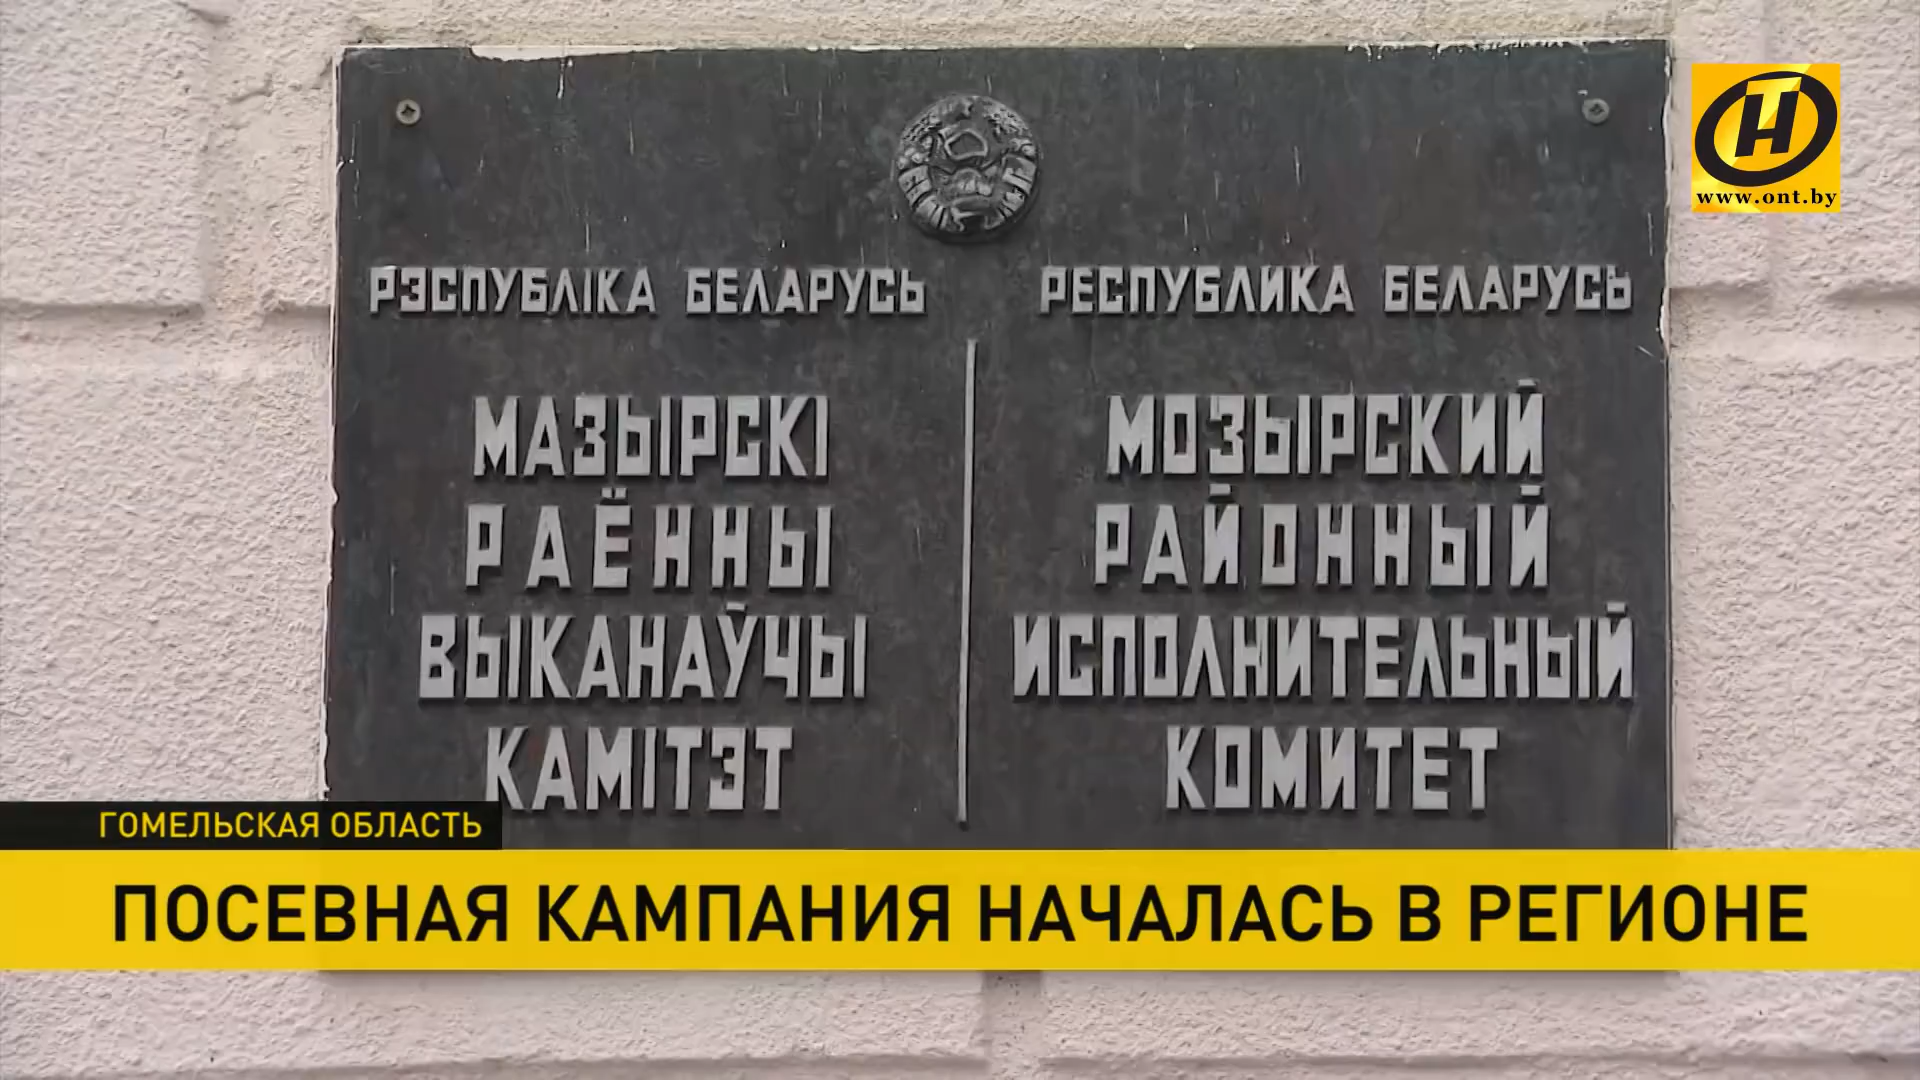 РЭСПУБЛІКА БЕЛАРУСЬ
МАЗЫРСКІ
РАЁННЫ
ВЫКАНАЎЧЫ
КАМІТЭТ
РЕСПУБЛИКА БЕЛАРУСЬ
МОЗЫРСКИЙ
РАЙОННЫЙ
ИСПОЛНИТЕЛЬНЫЙ
КОМИТЕТ
ОНТ
www.ont.by
ГОМЕЛЬСКАЯ ОБЛАСТЬ
ПОСЕВНАЯ КАМПАНИЯ НАЧАЛАСЬ В РЕГИОНЕ